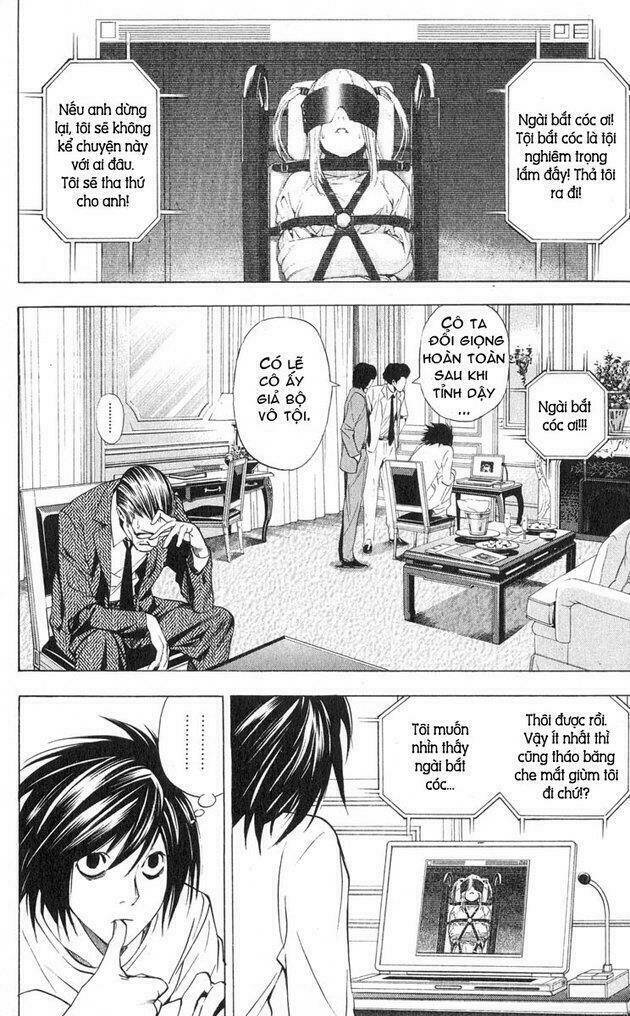 Ngài bắt cóc ơi!
Tội bắt cóc là tội
nghiêm trọng
lắm đấy! Thả tôi
ra đi!
Nếu anh dừng
lại, tôi sẽ không
kể chuyện này
với ai đâu.
Tôi sẽ tha thứ
cho anh!
Ngài bắt
cóc ơi!!!
Cô ta
đổi giọng
hoàn toàn
sau khi
tỉnh dậy
...
Có lẽ
cô ấy
giả bộ
vô tội.
......
Thôi được rồi.
Vậy ít nhất thì
cũng tháo băng
che mắt giùm tôi
đi chứ!?
Tôi muốn
nhìn thấy
ngài bắt
cóc...
......